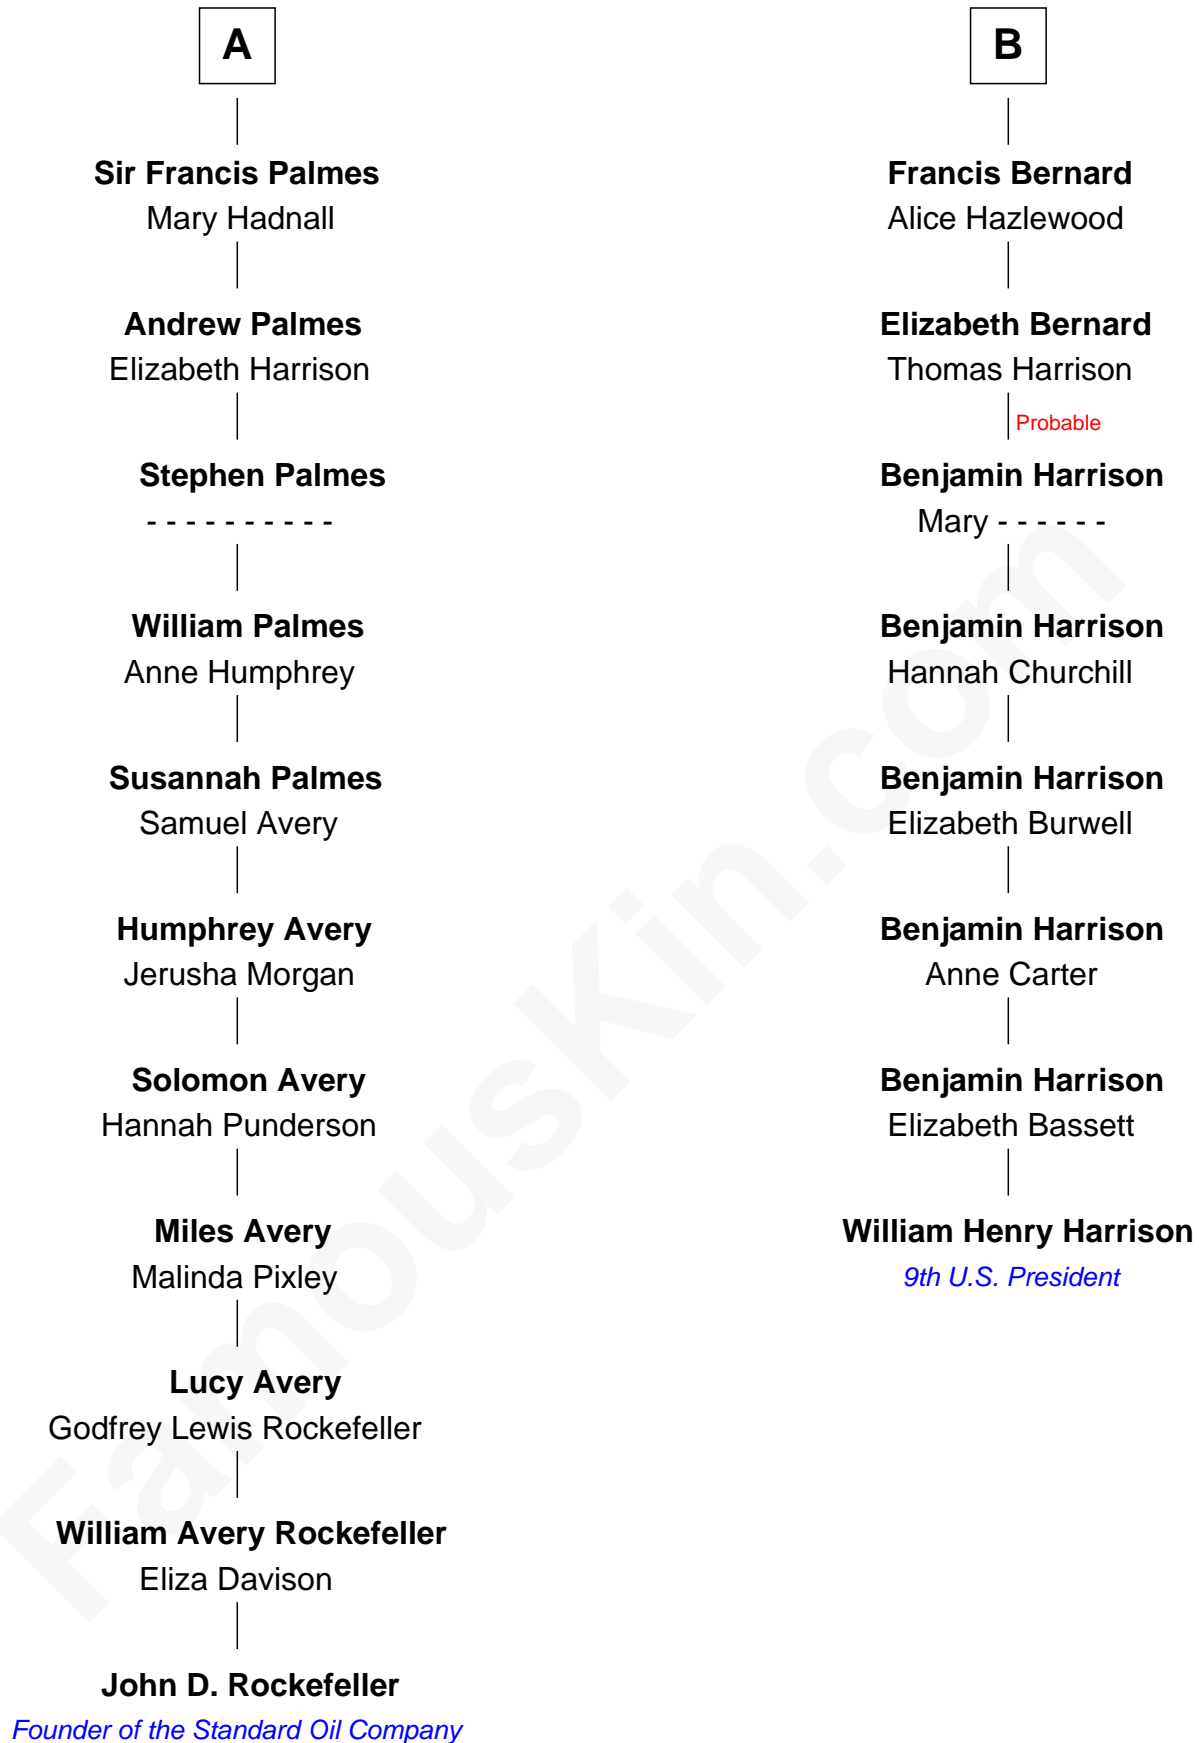 A
Sir Francis Palmes
Mary Hadnall
Andrew Palmes
Elizabeth Harrison
Stephen Palmes
- - - - - - - - - -
William Palmes
Anne Humphrey
Susannah Palmes
Samuel Avery
Humphrey Avery
Jerusha Morgan
Solomon Avery
Hannah Punderson
Miles Avery
Malinda Pixley
Lucy Avery
Godfrey Lewis Rockefeller
William Avery Rockefeller
Eliza Davison
John D. Rockefeller
Founder of the Standard Oil Company
B
Francis Bernard
Alice Hazlewood
Elizabeth Bernard
Thomas Harrison
Probable
Benjamin Harrison
Mary - - - - - -
Benjamin Harrison
Hannah Churchill
Benjamin Harrison
Elizabeth Burwell
Benjamin Harrison
Anne Carter
Benjamin Harrison
Elizabeth Bassett
William Henry Harrison
9th U.S. President
FamousKin.com